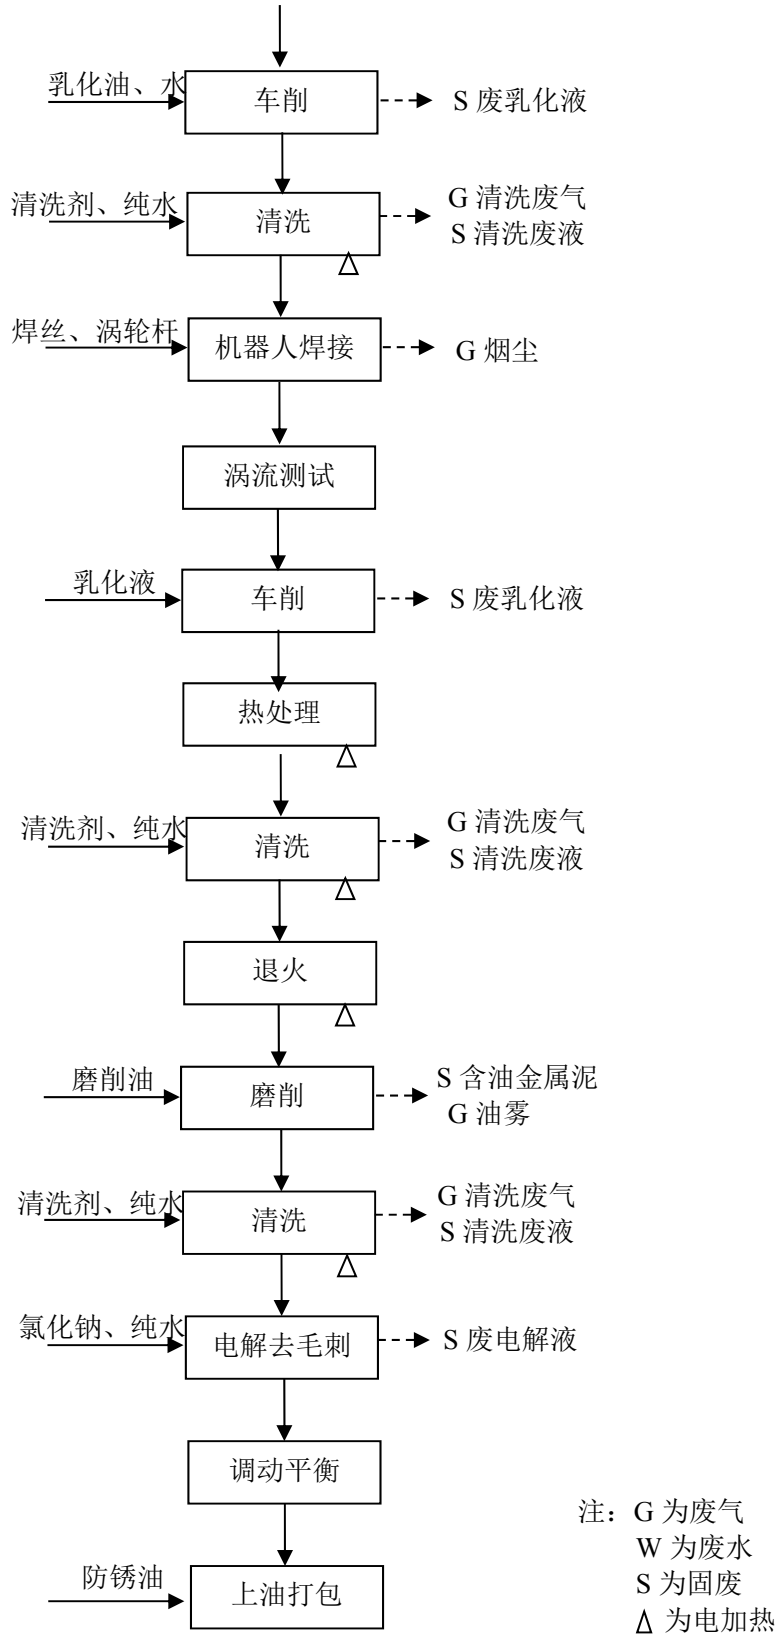 乳化油、水
车削
S 废乳化液
清洗剂、纯水
清洗
G 清洗废气
S 清洗废液
焊丝、涡轮杆
机器人焊接
G 烟尘
涡流测试
乳化液
车削
S 废乳化液
热处理
清洗剂、纯水
清洗
G 清洗废气
S 清洗废液
退火
磨削油
磨削
S 含油金属泥
G 油雾
清洗剂、纯水
清洗
G 清洗废气
S 清洗废液
氯化钠、纯水
电解去毛刺
S 废电解液
调动平衡
防锈油
上油打包
注：G 为废气
W 为废水
S 为固废
为电加热